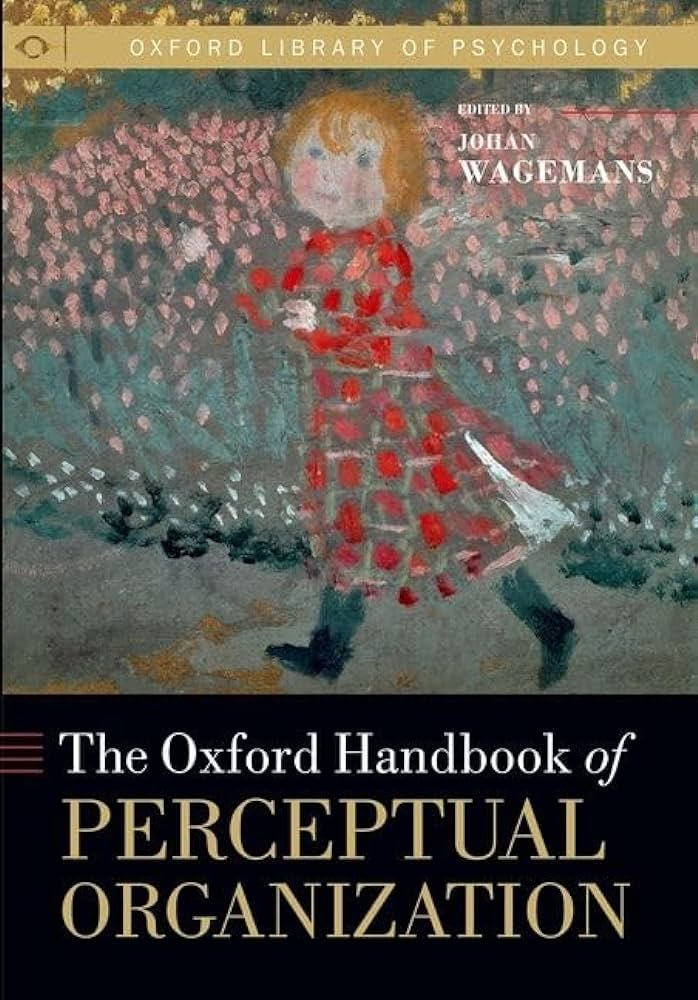 OXFORD LIBRARY OF PSYCHOLOGY
EDITED BY
JOHAN
WAGEMANS
The Oxford Handbook of
PERCEPTUAL
ORGANIZATION